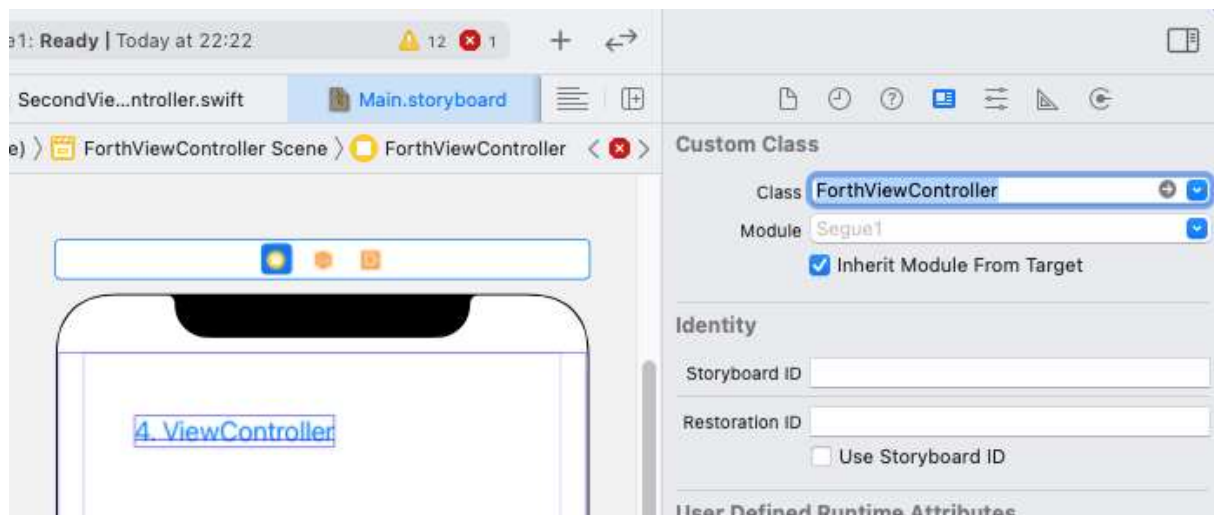 e1: Ready | Today at 22:22 12 1
SecondVie...ntroller.swift Main.storyboard
e) ForthViewController Scene ForthViewController
Custom Class
Class ForthViewController
Module Segue1
Inherit Module From Target
Identity
Storyboard ID
Restoration ID
Use Storyboard ID
User Defined Runtime Attributes
4. ViewController